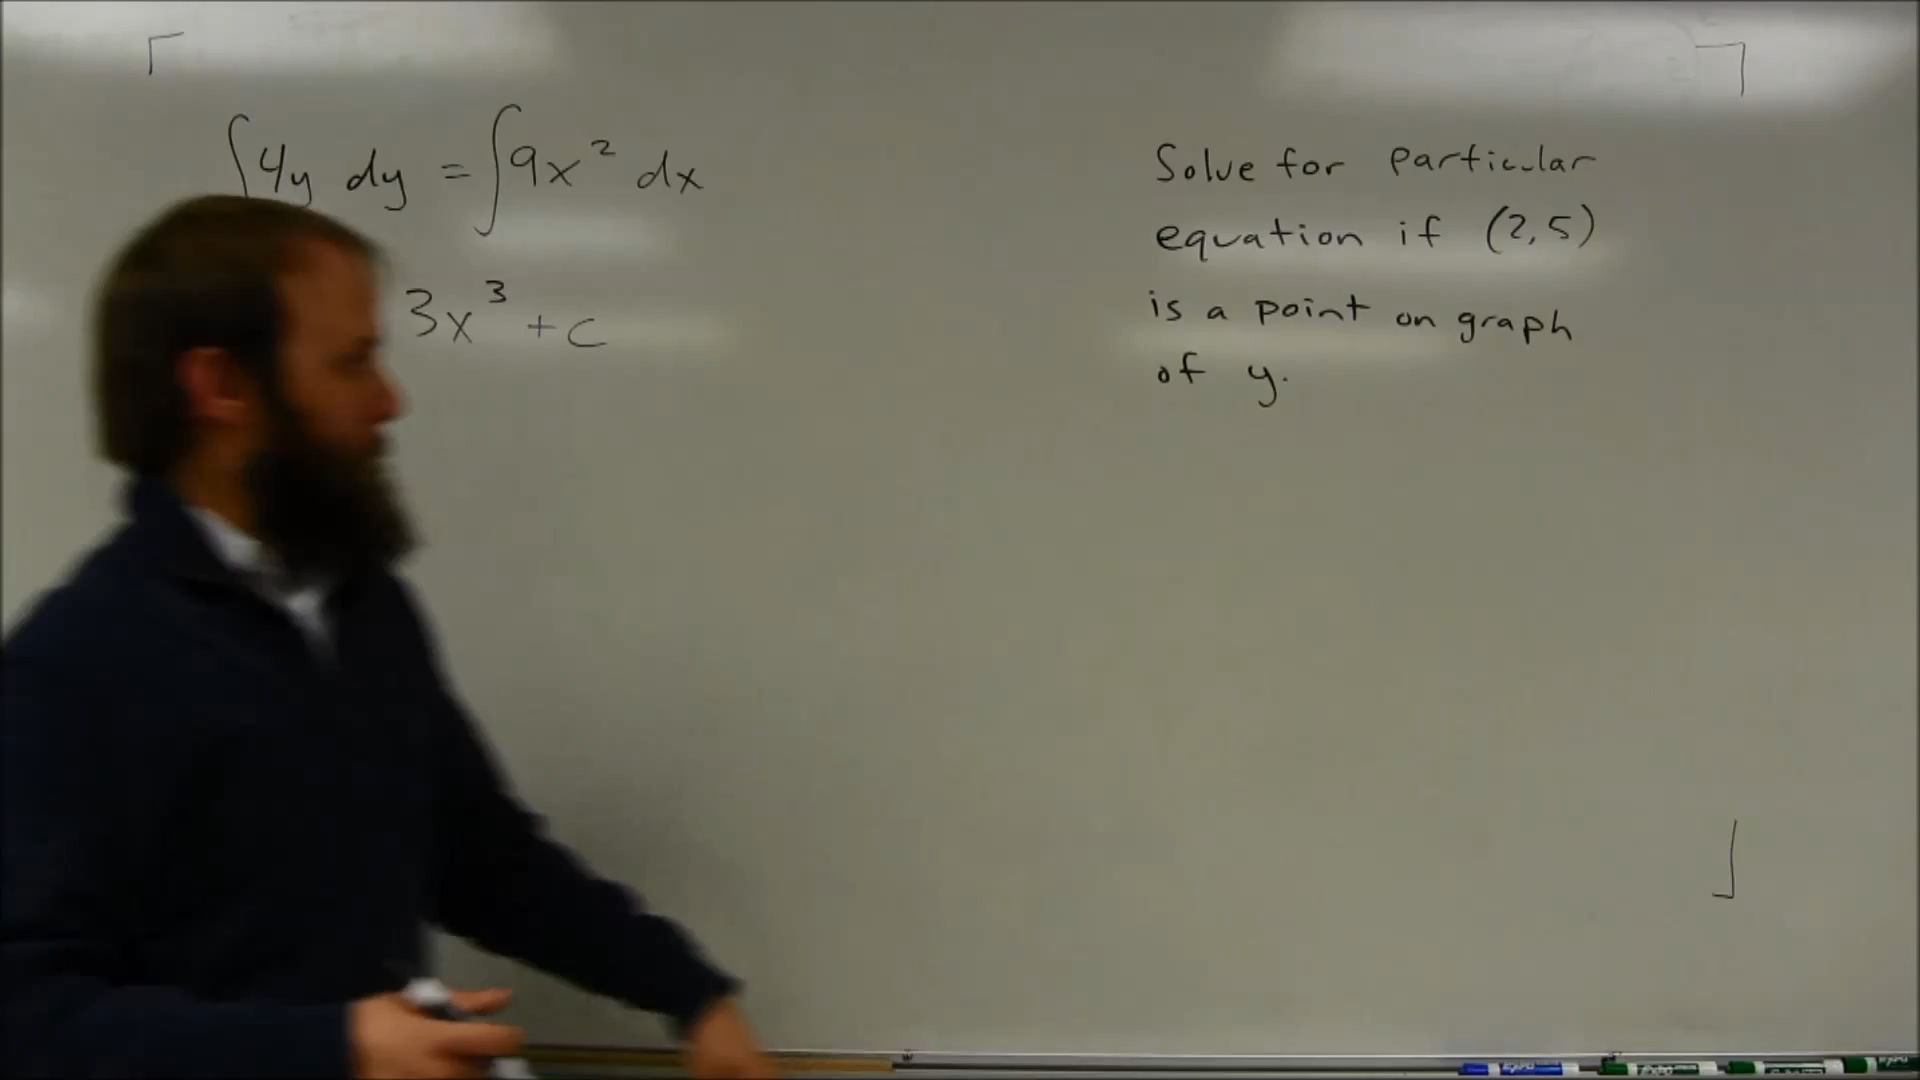 ∫4y dy = ∫9x² dx
3x³ + c
Solve for particular
equation if (2,5)
is a point on graph
of y.